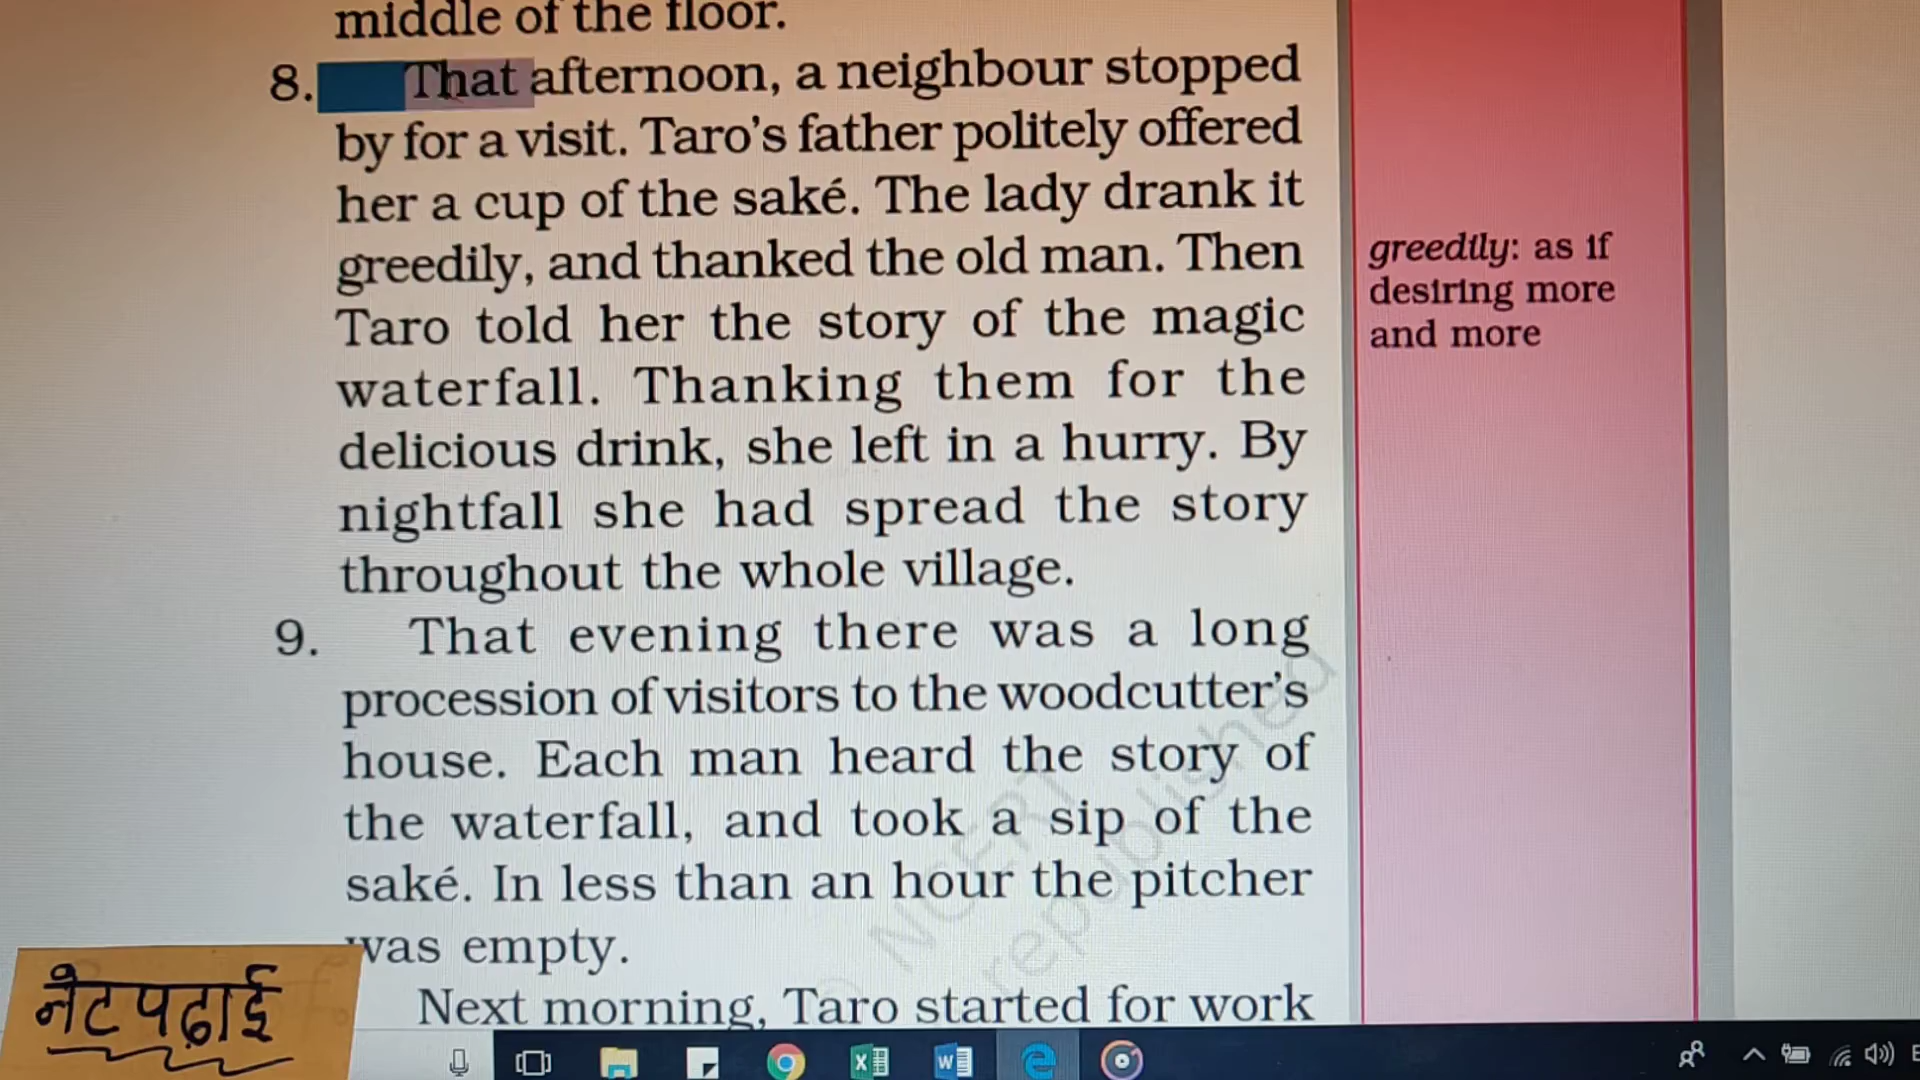 middle of the floor.
8. That afternoon, a neighbour stopped
by for a visit. Taro's father politely offered
her a cup of the saké. The lady drank it
greedily, and thanked the old man. Then
Taro told her the story of the magic
waterfall. Thanking them for the
delicious drink, she left in a hurry. By
nightfall she had spread the story
throughout the whole village.
9. That evening there was a long
procession of visitors to the woodcutter's
house. Each man heard the story of
the waterfall, and took a sip of the
saké. In less than an hour the pitcher
was empty.
Next morning, Taro started for work
greedily: as if
desiring more
and more
© NCERT
republished
नेटपढ़ाई